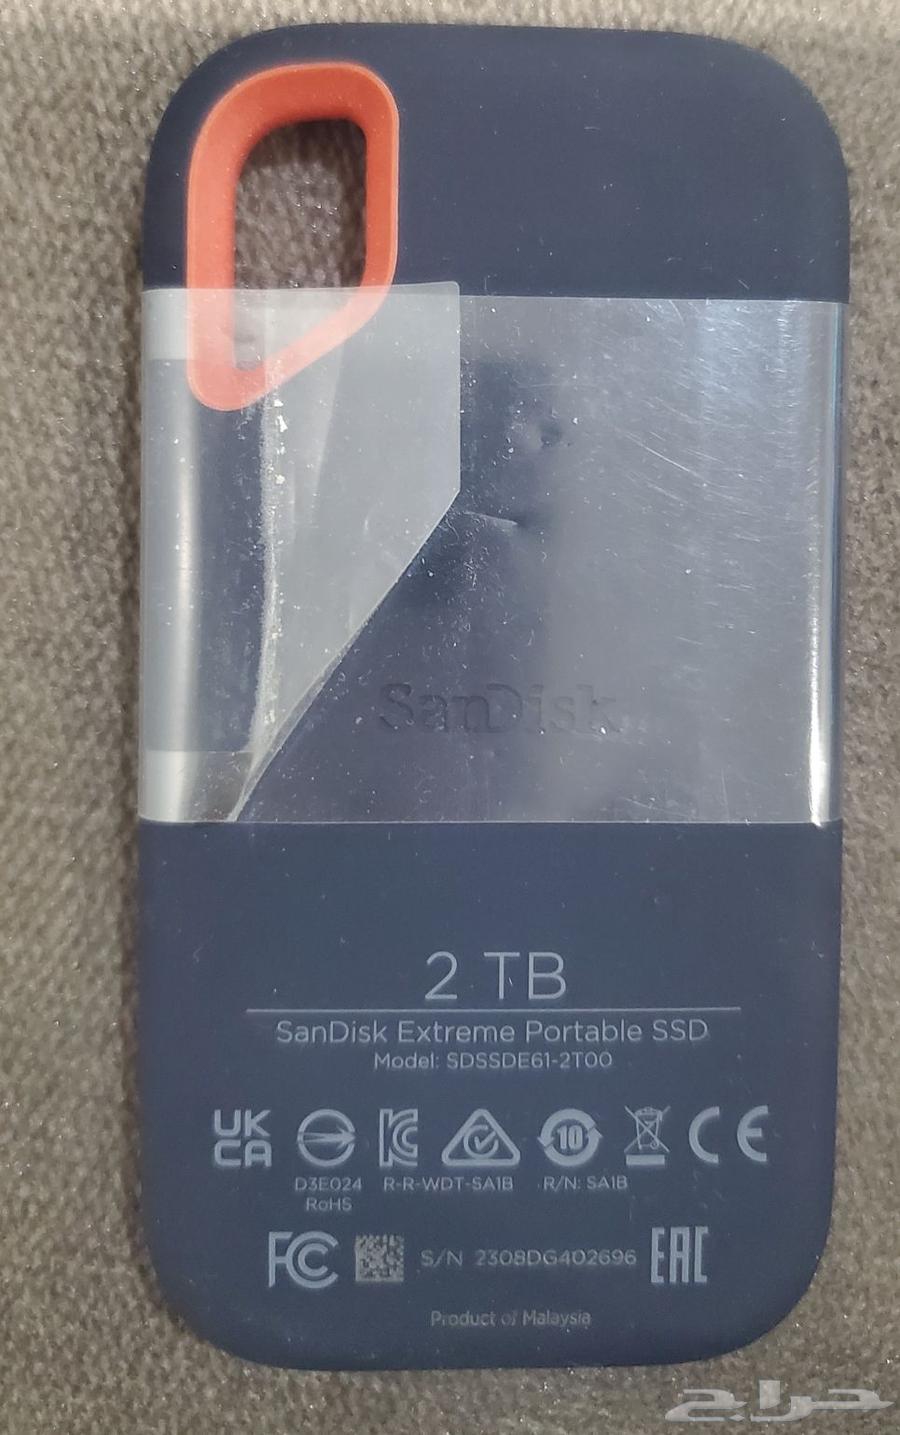 SanDisk
2 TB
SanDisk Extreme Portable SSD
Model: SDSSDE61-2T00
UK
CA
10
CE
D3E024
RoHS
R-R-WDT-SA1B
R/N: SA1B
FC
S/N 2308DG402696
EAC
Product of Malaysia
حراج